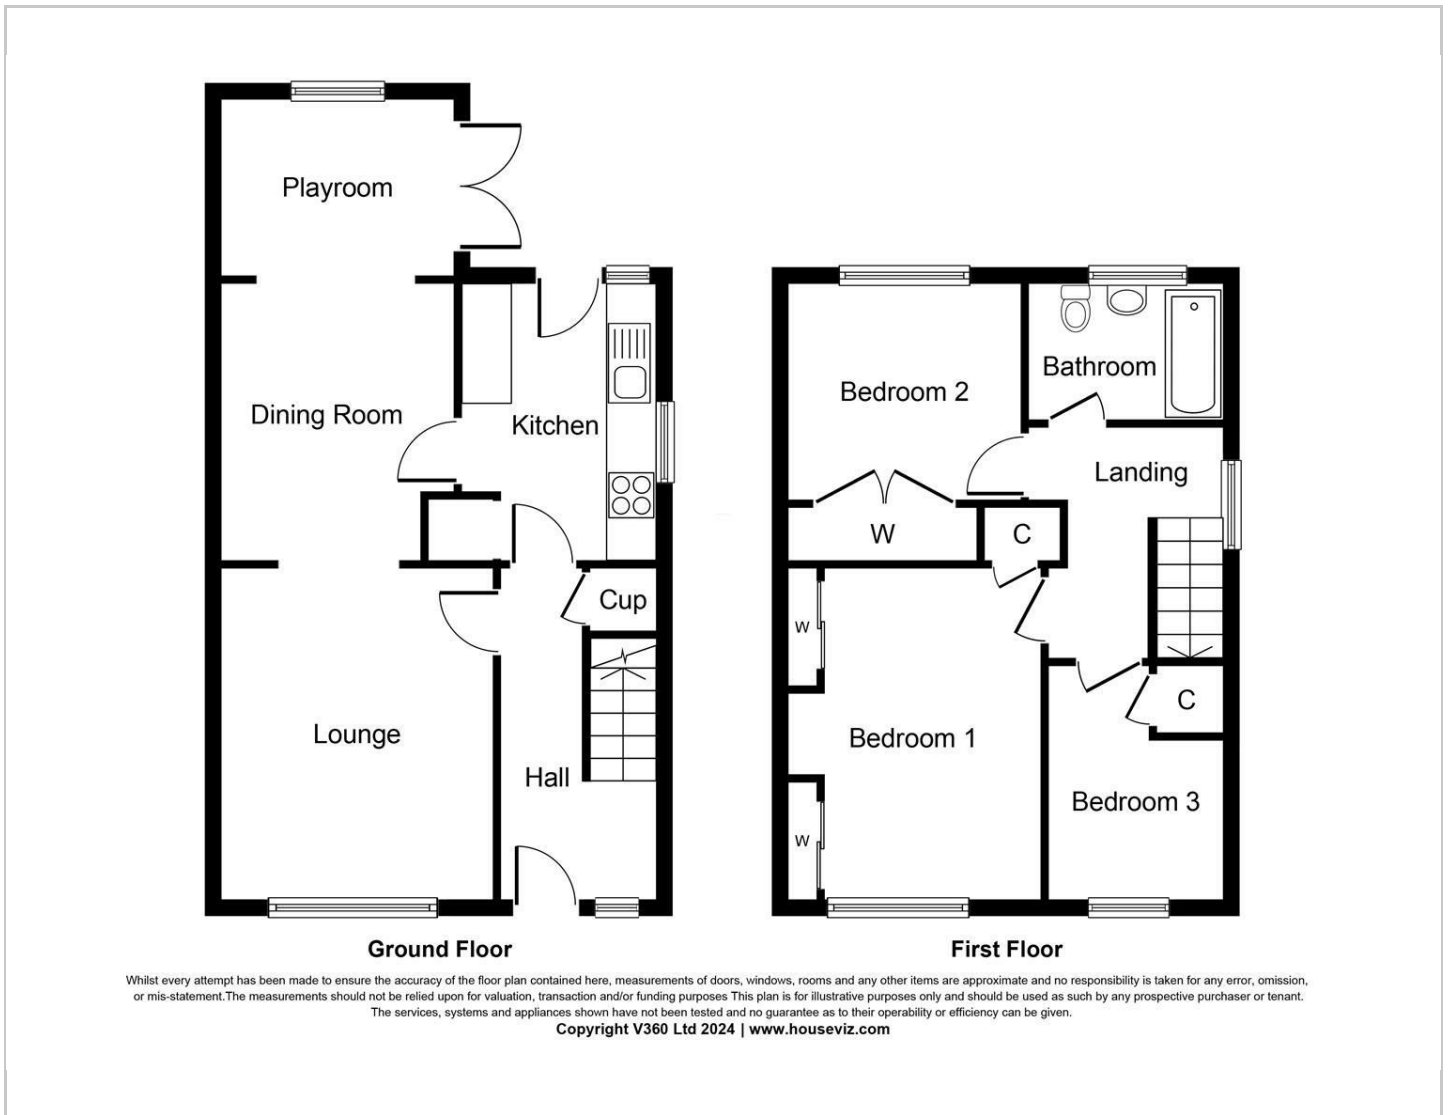 Playroom
Dining Room
Kitchen
Cup
Lounge
Hall
Ground Floor
Bedroom 2
Bathroom
Landing
W
C
W
Bedroom 1
W
C
Bedroom 3
First Floor
Whilst every attempt has been made to ensure the accuracy of the floor plan contained here, measurements of doors, windows, rooms and any other items are approximate and no responsibility is taken for any error, omission,
or mis-statement.The measurements should not be relied upon for valuation, transaction and/or funding purposes This plan is for illustrative purposes only and should be used as such by any prospective purchaser or tenant.
The services, systems and appliances shown have not been tested and no guarantee as to their operability or efficiency can be given.
Copyright V360 Ltd 2024 | www.houseviz.com